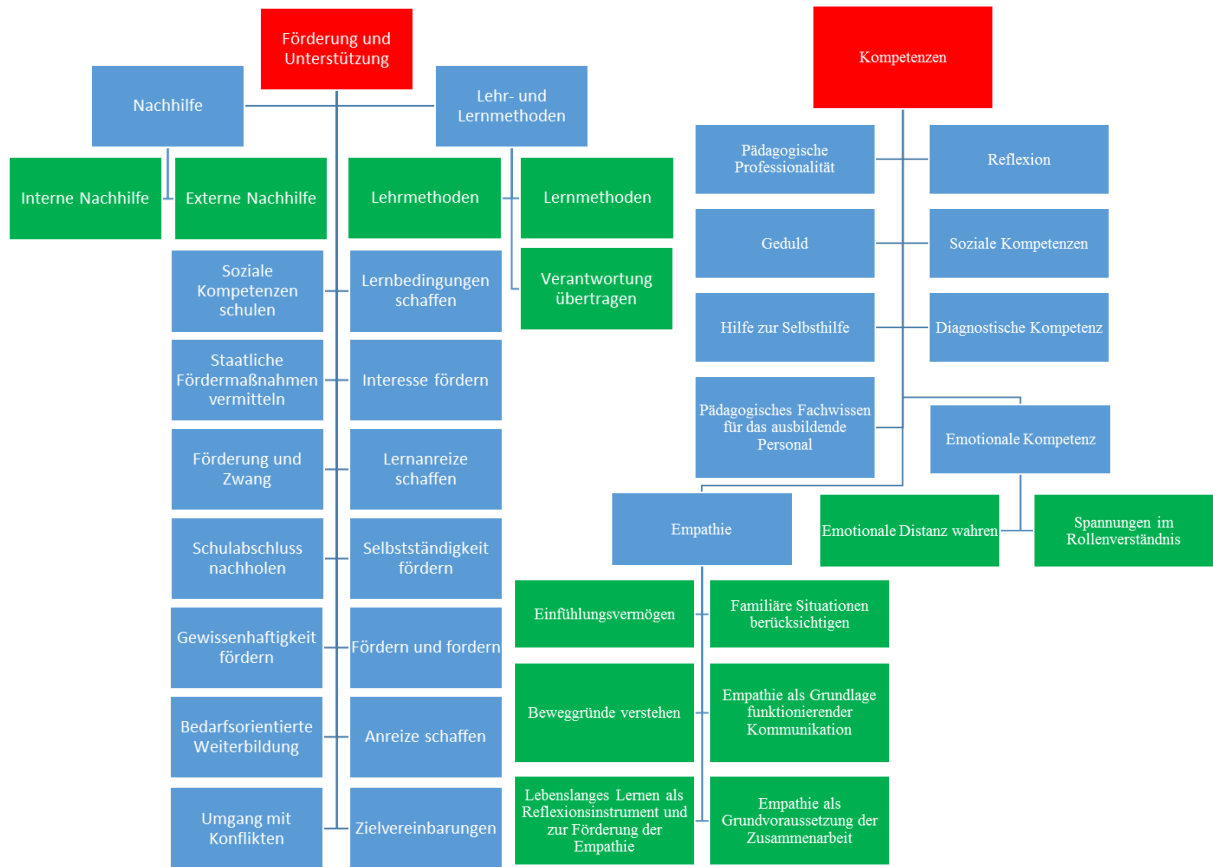 Förderung und
Unterstützung
Nachhilfe
Lehr- und
Lernmethoden
Interne Nachhilfe
Externe Nachhilfe
Lehrmethoden
Lernmethoden
Verantwortung
übertragen
Soziale
Kompetenzen
schulen
Lernbedingungen
schaffen
Staatliche
Fördermaßnahmen
vermitteln
Interesse fördern
Förderung und
Zwang
Lernanreize
schaffen
Schulabschluss
nachholen
Selbstständigkeit
fördern
Gewissenhaftigkeit
fördern
Fördern und fordern
Bedarfsorientierte
Weiterbildung
Anreize schaffen
Umgang mit
Konflikten
Zielvereinbarungen
Kompetenzen
Pädagogische
Professionalität
Reflexion
Geduld
Soziale Kompetenzen
Hilfe zur Selbsthilfe
Diagnostische Kompetenz
Pädagogisches Fachwissen
für das ausbildende
Personal
Emotionale Kompetenz
Emotionale Distanz wahren
Spannungen im
Rollenverständnis
Empathie
Einfühlungsvermögen
Familiäre Situationen
berücksichtigen
Beweggründe verstehen
Empathie als Grundlage
funktionierender
Kommunikation
Lebenslanges Lernen als
Reflexionsinstrument und
zur Förderung der
Empathie
Empathie als
Grundvoraussetzung der
Zusammenarbeit